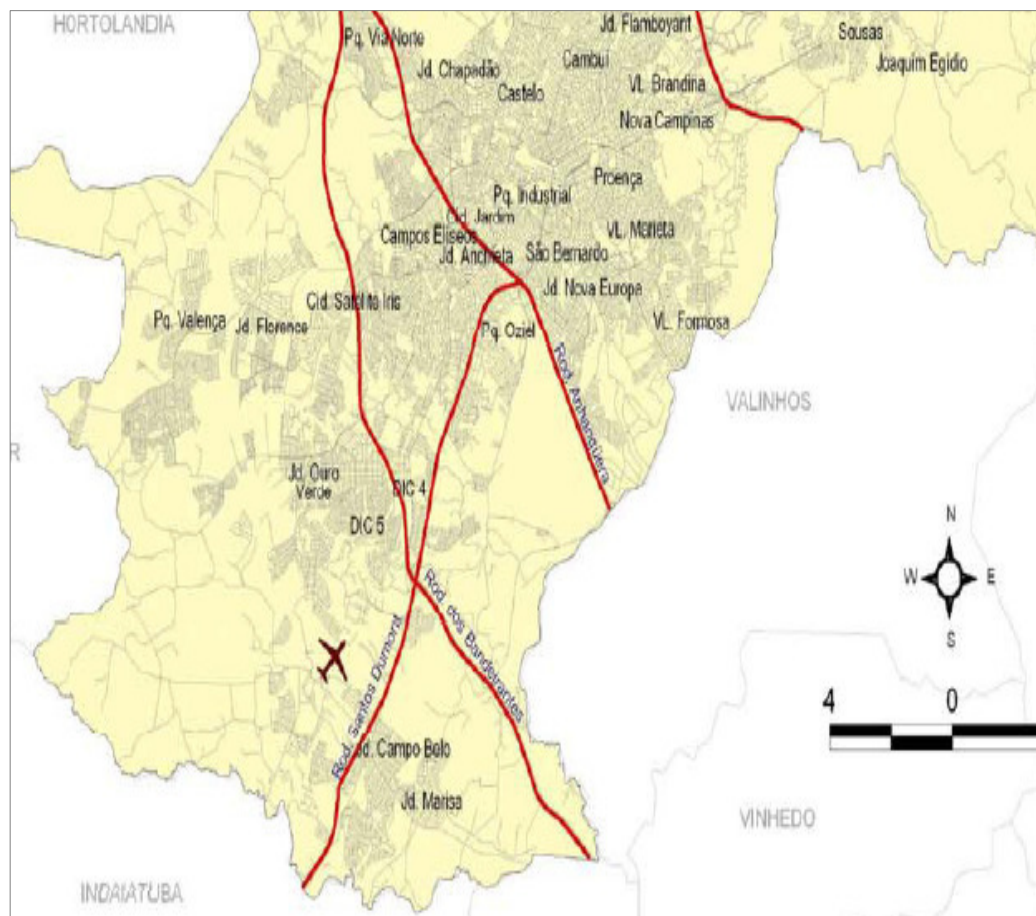 HORTOLANDIA
Pq. Via Norte
Jd. Flamboyant
Sousas
Cambuí
Joaquim Egidio
Jd. Chapadão
Castelo
VL. Brandina
Nova Campinas
Proença
Pq. Industrial
Cid. Jardim
VL. Marieta
Campos Elíseos
Jd. Anchieta
São Bernardo
Jd. Nova Europa
Cid. Satélite Iris
Pq. Valença
Jd. Florence
Pq. Oziel
VL. Formosa
Rod. Anhanguera
VALINHOS
R
Jd. Ouro
Verde
DIC 4
DIC 5
N
W
E
S
Rod. dos Bandeirantes
Rod. Santos Dumont
4
0
Jd. Campo Belo
Jd. Marisa
VINHEDO
INDAIATUBA